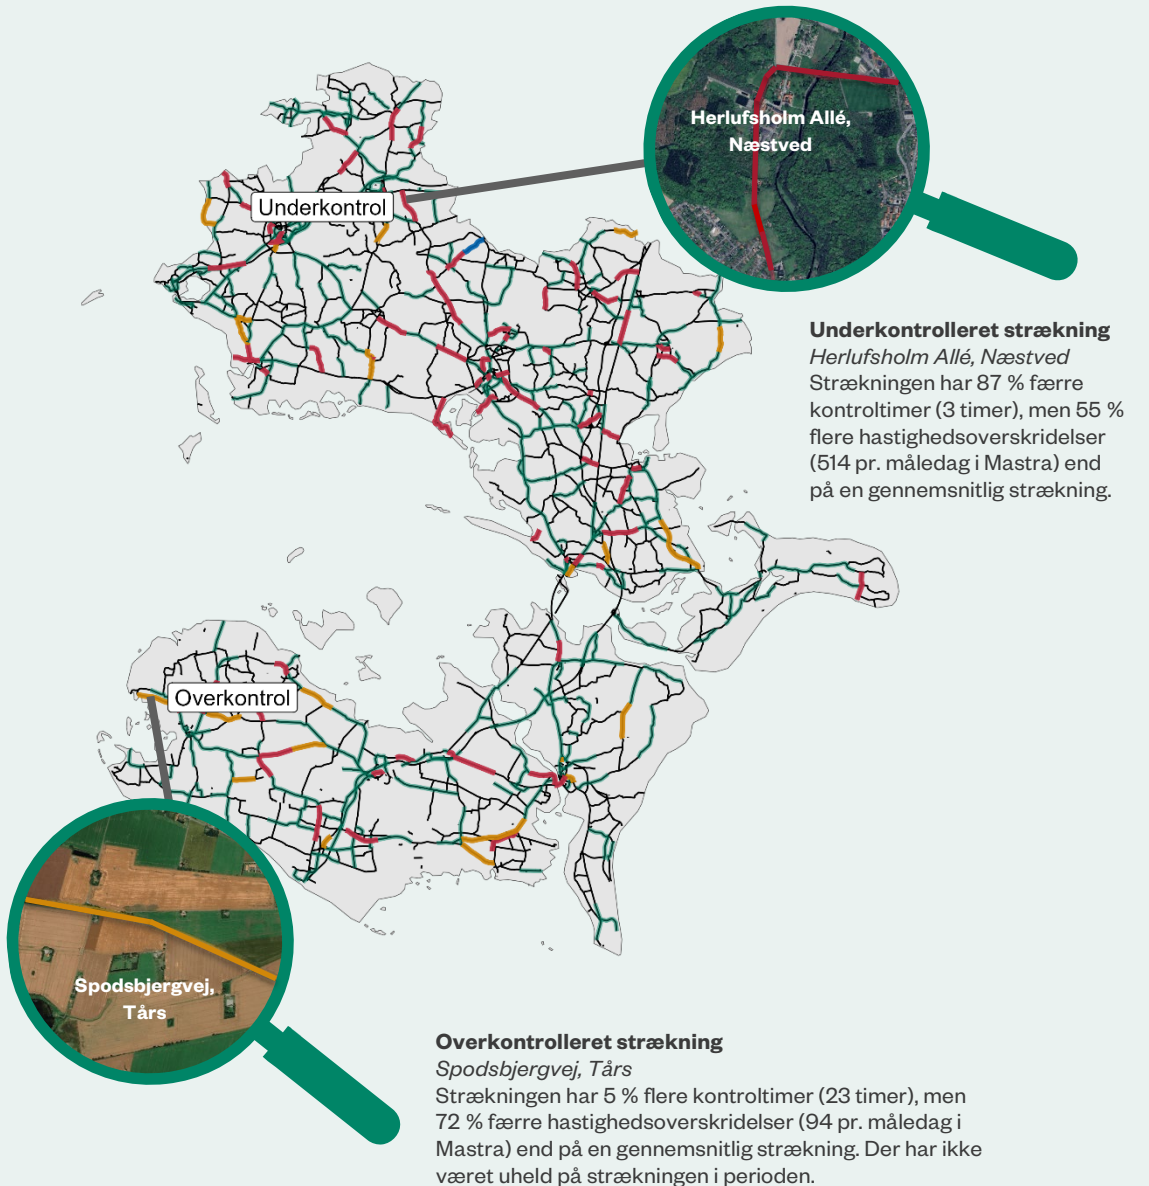 Herlufsholm Allé,
Næstved
Underkontrol
Underkontrolleret strækning
Herlufsholm Allé, Næstved
Strækningen har 87 % færre
kontroltimer (3 timer), men 55 %
flere hastighedsoverskridelser
(514 pr. måledag i Mastra) end
på en gennemsnitlig strækning.
Overkontrol
Spodsbjergvej,
Tårs
Overkontrolleret strækning
Spodsbjergvej, Tårs
Strækningen har 5 % flere kontroltimer (23 timer), men
72 % færre hastighedsoverskridelser (94 pr. måledag i
Mastra) end på en gennemsnitlig strækning. Der har ikke
været uheld på strækningen i perioden.